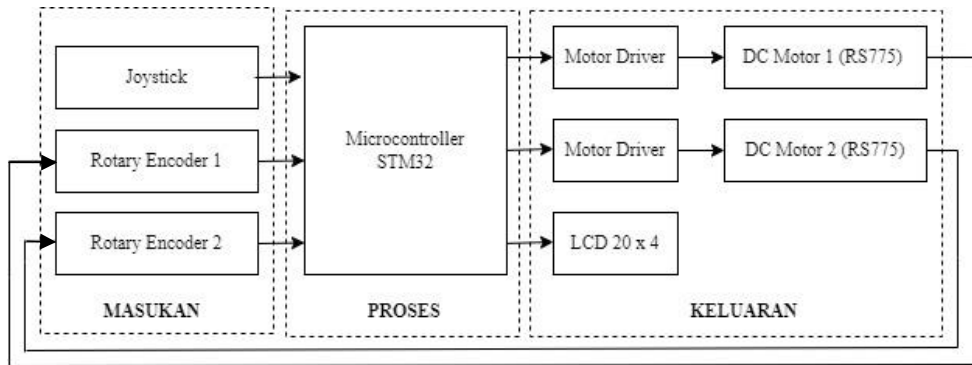 Joystick
Rotary Encoder 1
Rotary Encoder 2
MASUKAN
Microcontroller
STM32
PROSES
Motor Driver
DC Motor 1 (RS775)
Motor Driver
DC Motor 2 (RS775)
LCD 20 x 4
KELUARAN